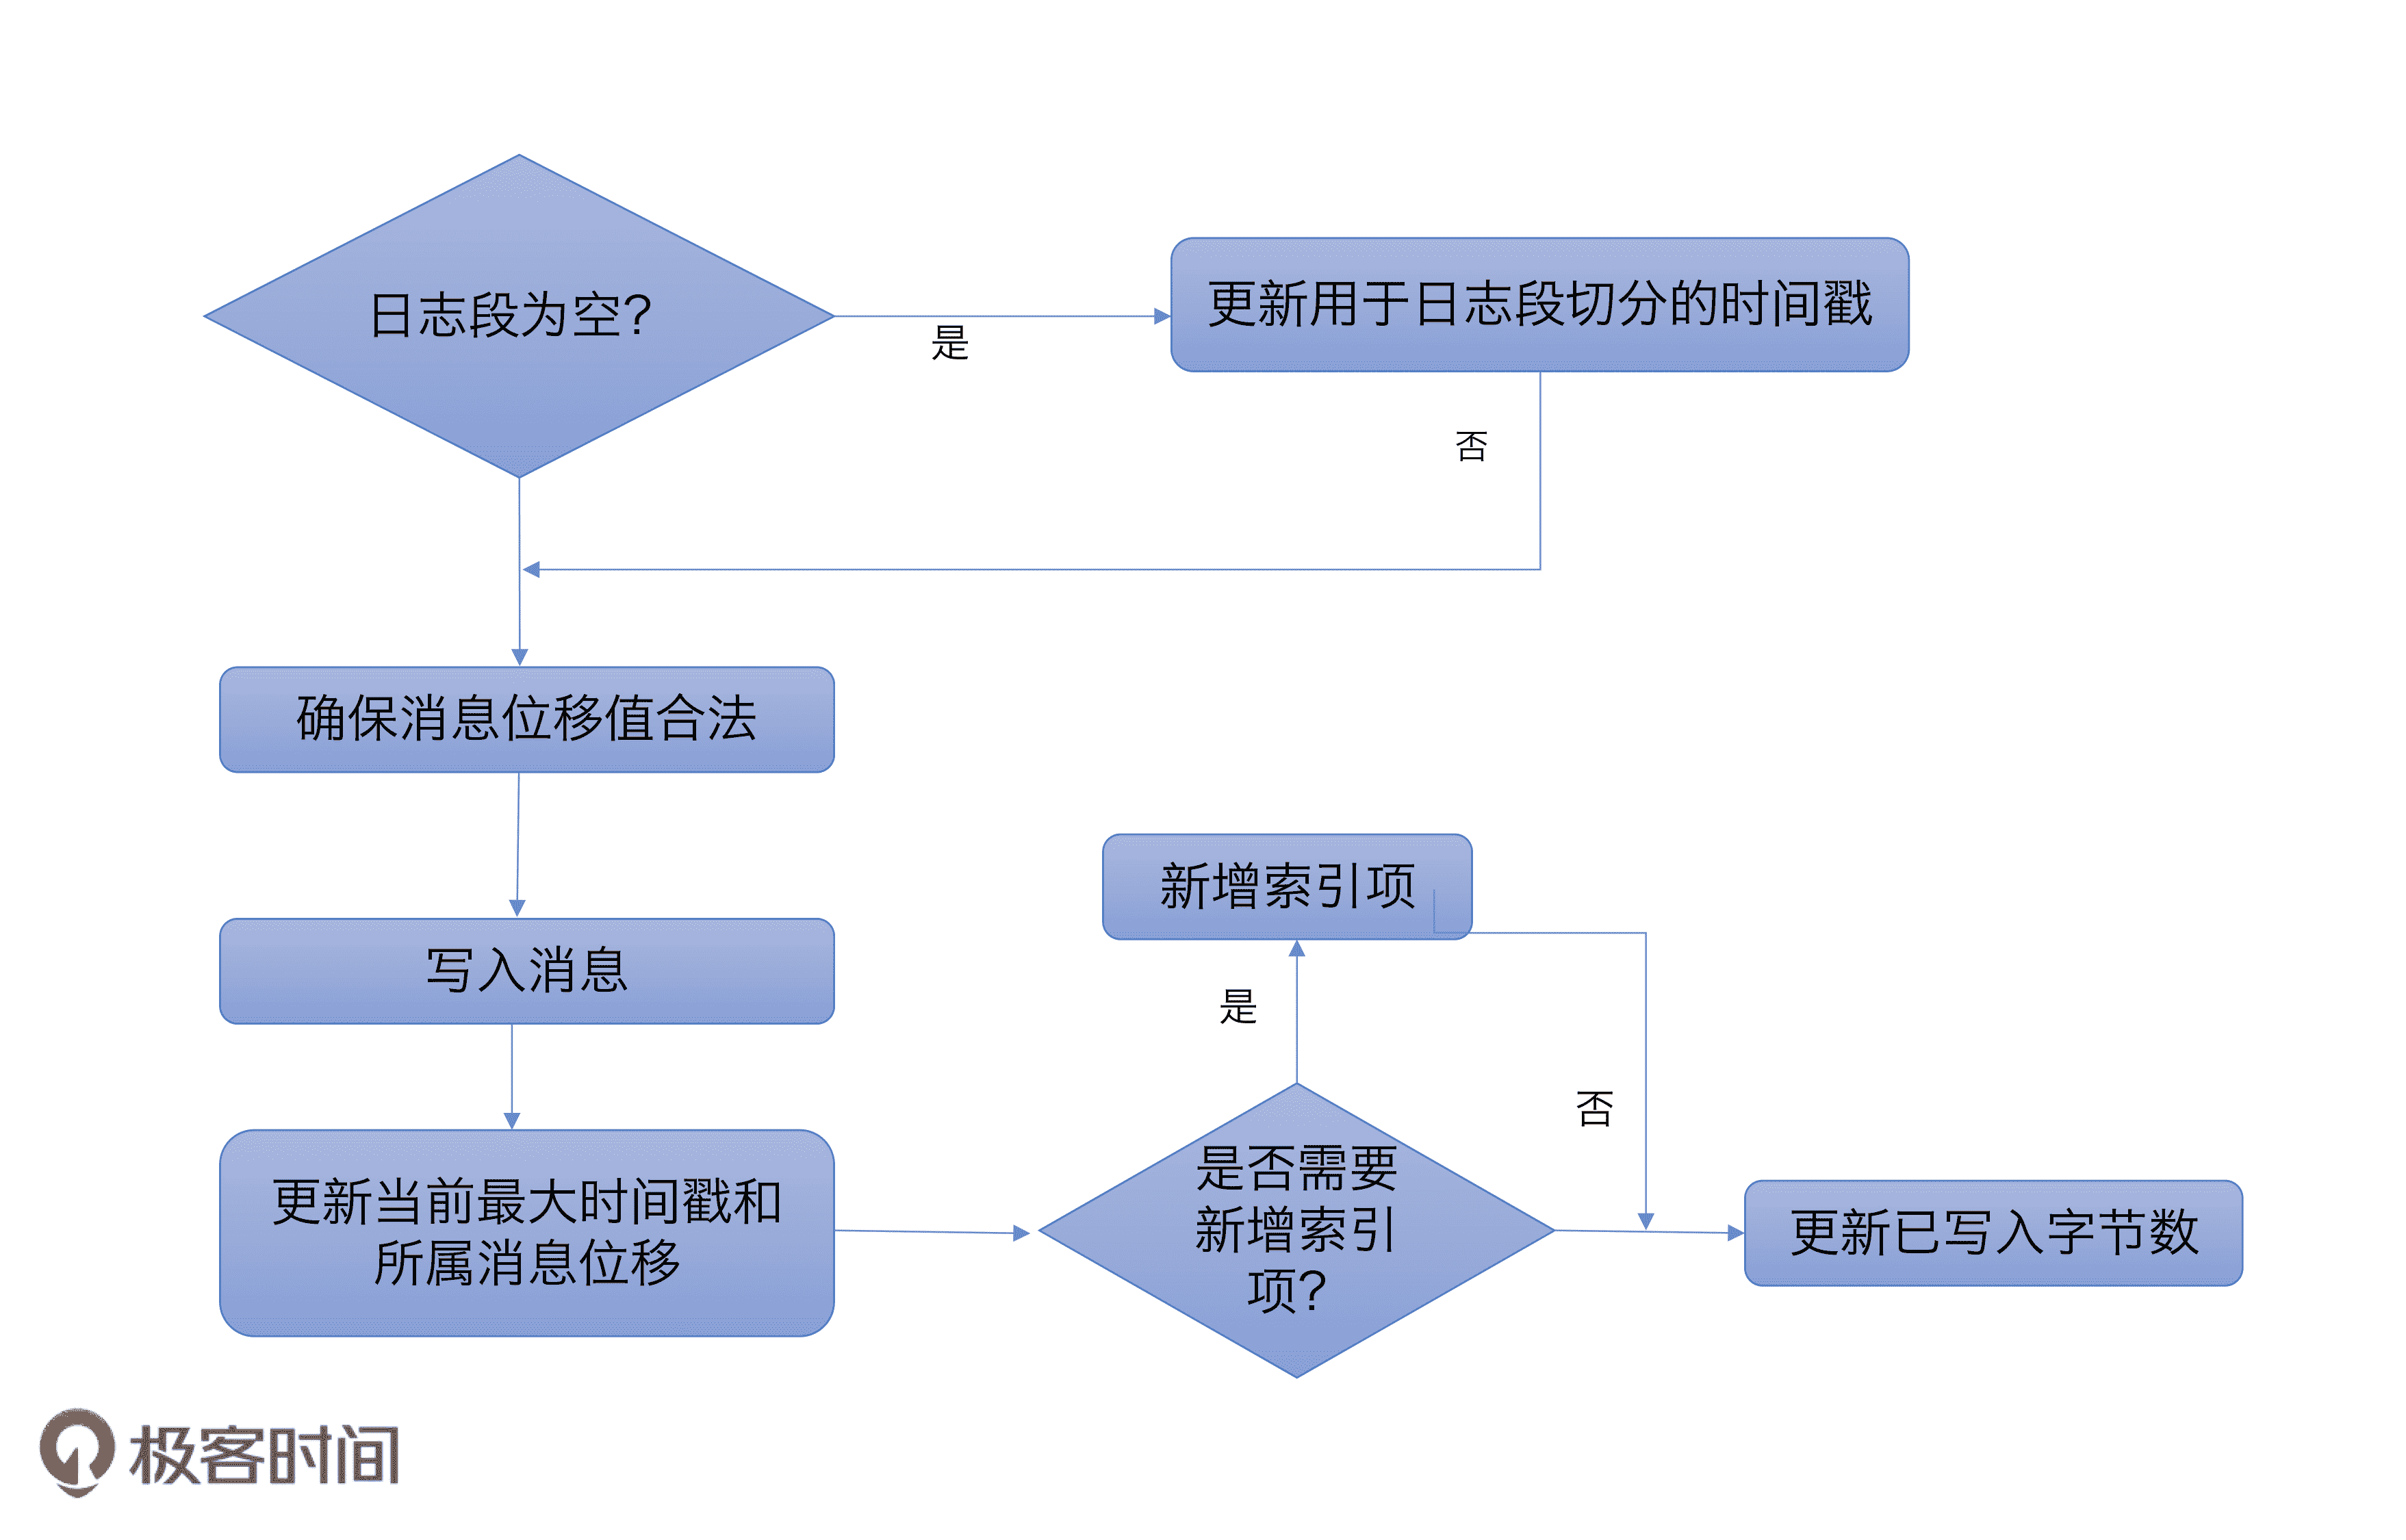 日志段为空？
是
更新用于日志段切分的时间戳
否
确保消息位移值合法
写入消息
更新当前最大时间戳和
所属消息位移
新增索引项
是
否
是否需要
新增索引
项？
更新已写入字节数
极客时间